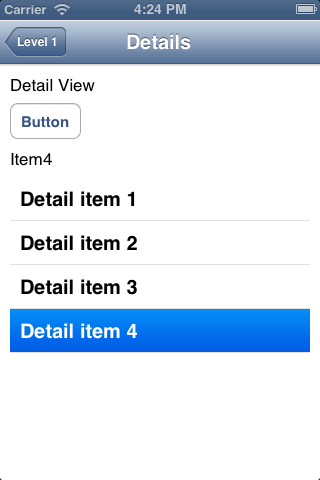 Carrier 4:24 PM
Level 1 Details
Detail View
Button
Item4
Detail item 1
Detail item 2
Detail item 3
Detail item 4